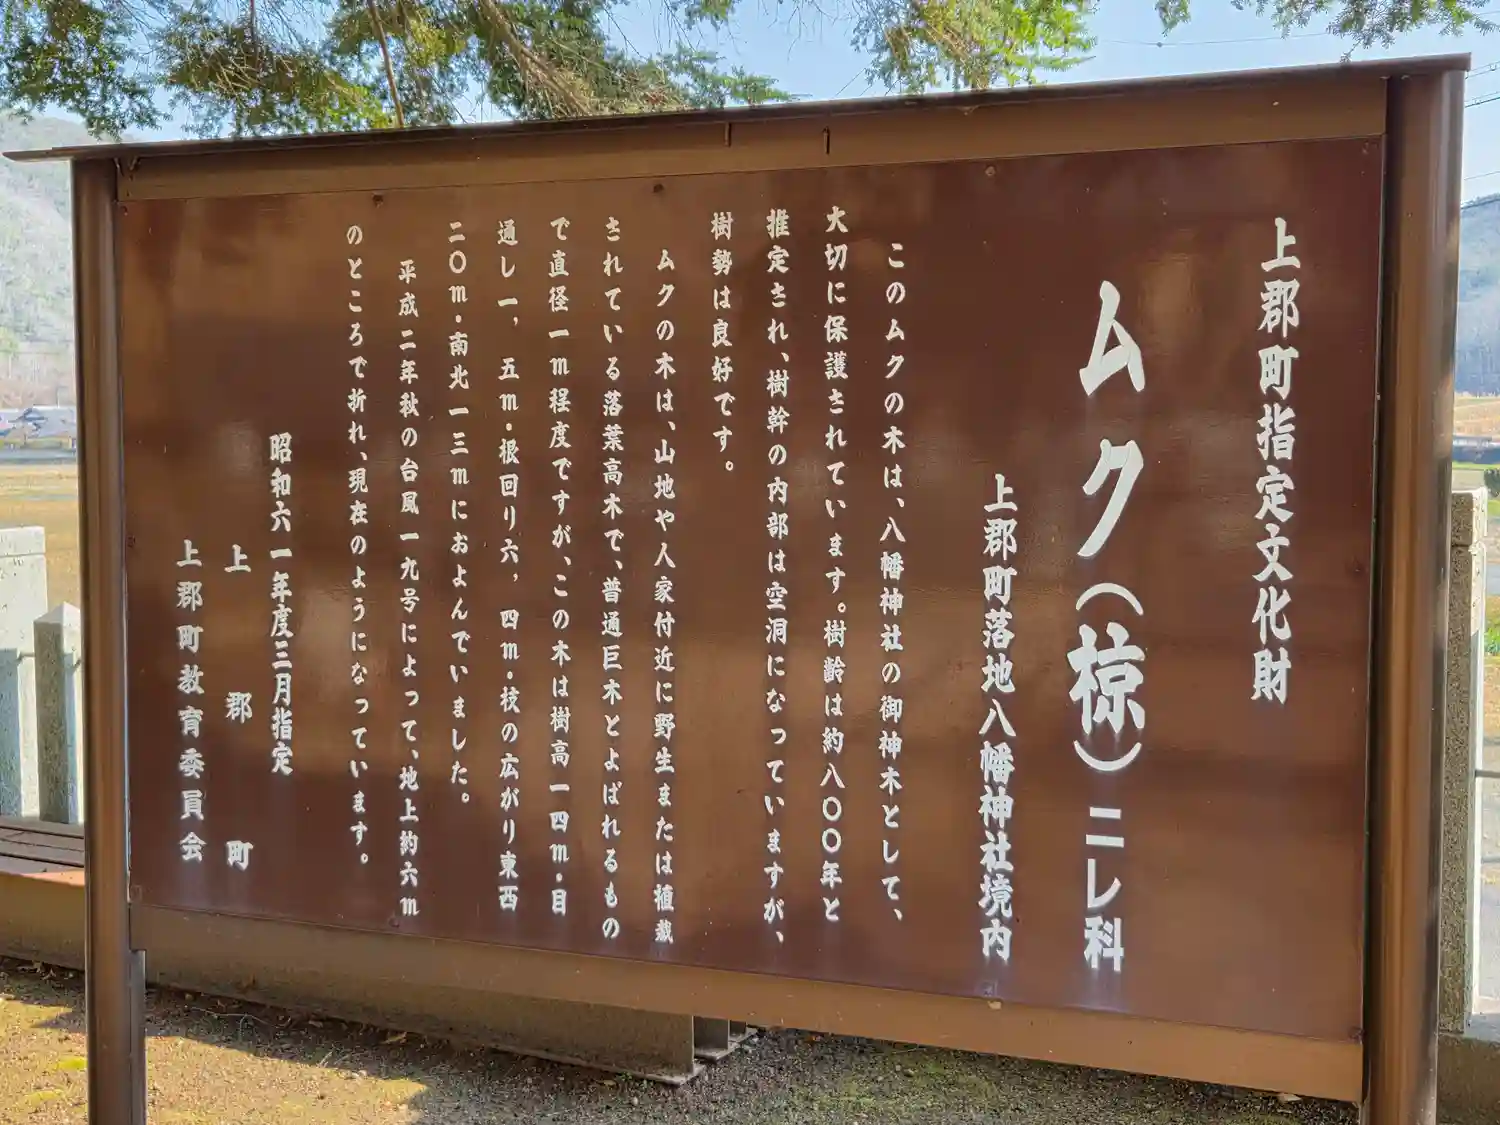 上郡町指定文化財
ムク（椋）ニレ科
上郡町落地八幡神社境内
このムクの木は、八幡神社の御神木として、
大切に保護されています。樹齢は約八〇〇年と
推定され、樹幹の内部は空洞になっていますが、
樹勢は良好です。
ムクの木は、山地や人家付近に野生または植栽
されている落葉高木で、普通巨木とよばれるもの
で直径一m程度ですが、この木は樹高一四m・目
通し一，五m・根回り六，四m・枝の広がり東西
二〇m・南北一三mにおよんでいました。
平成二年秋の台風一九号によって、地上約六m
のところで折れ、現在のようになっています。
昭和六一年度三月指定
上郡町
上郡町教育委員会